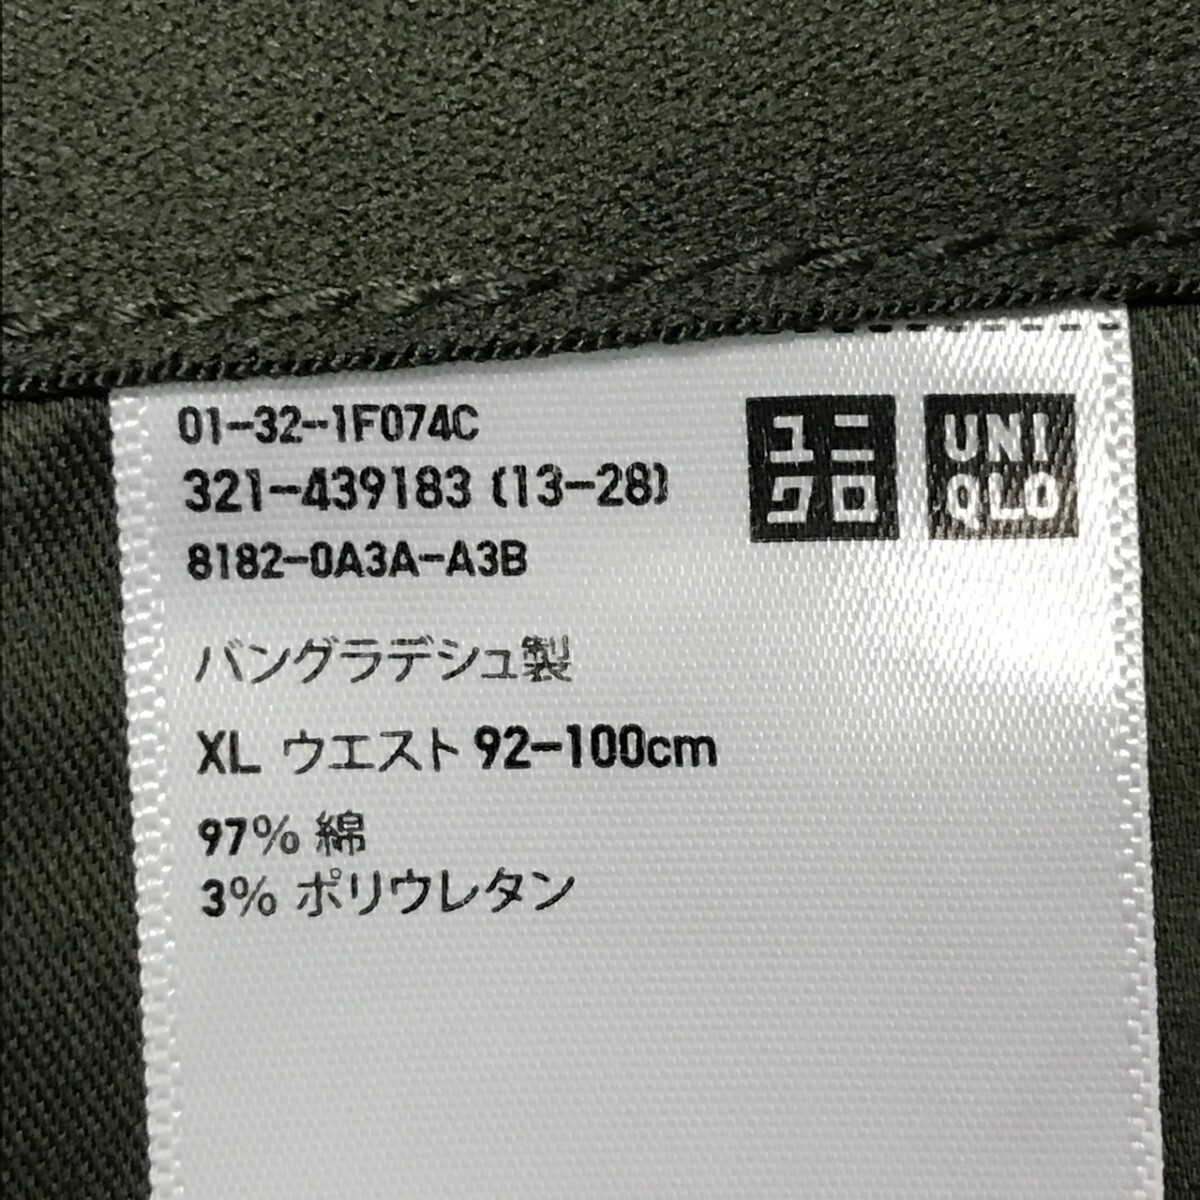 01-32-1F074C
321-439183 (13-28)
8182-0A3A-A3B
ユニ
クロ
UNI
QLO
バングラデシュ製
XL ウエスト 92-100cm
97% 綿
3% ポリウレタン